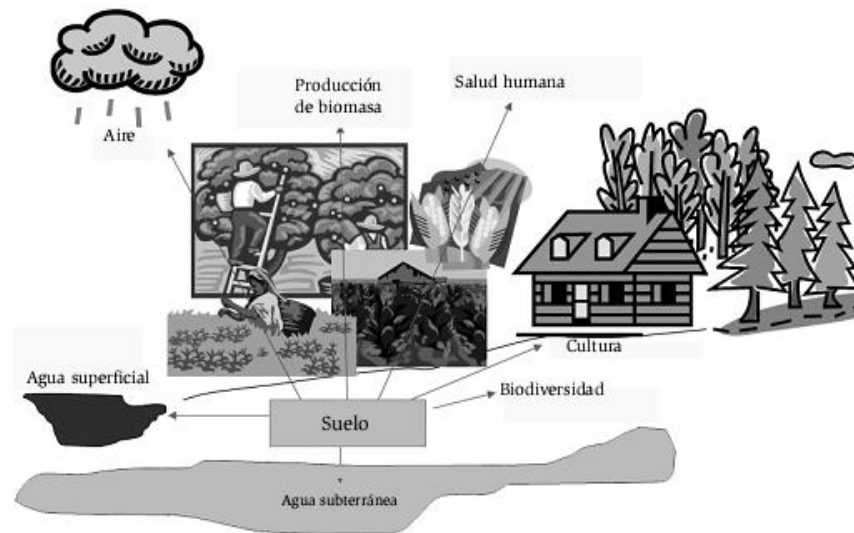 Producción
de biomasa
Salud humana
Aire
Cultura
Agua superficial
Biodiversidad
Suelo
Agua subterránea